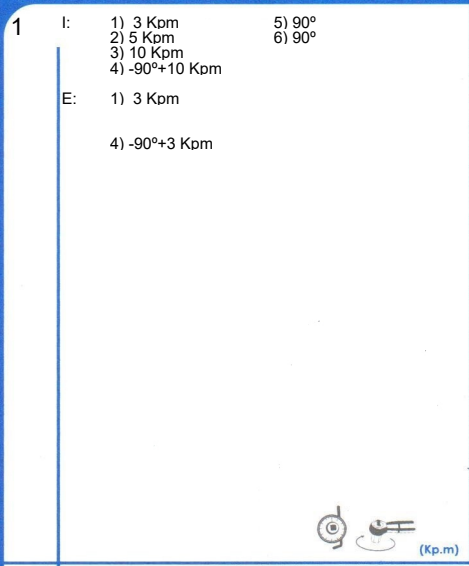 1 I: 1) 3 Kpm 5) 90º
2) 5 Kpm 6) 90º
3) 10 Kpm
4) -90º+10 Kpm
E: 1) 3 Kpm
4) -90º+3 Kpm
(Kp.m)